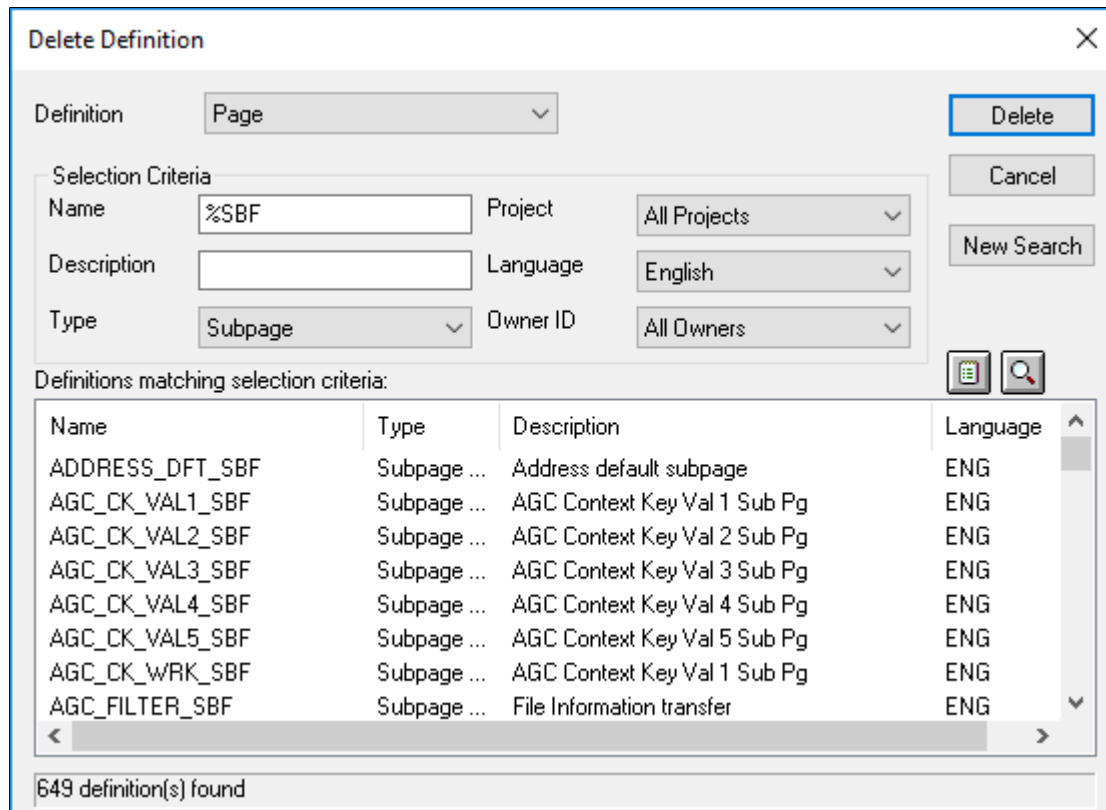 Delete Definition
Definition Page Delete
Selection Criteria Cancel
Name %SBF Project All Projects
New Search
Description Language English
Type Subpage Owner ID All Owners
Definitions matching selection criteria:
Name Type Description Language
ADDRESS_DFT_SBF Subpage ... Address default subpage ENG
AGC_CK_VAL1_SBF Subpage ... AGC Context Key Val 1 Sub Pg ENG
AGC_CK_VAL2_SBF Subpage ... AGC Context Key Val 2 Sub Pg ENG
AGC_CK_VAL3_SBF Subpage ... AGC Context Key Val 3 Sub Pg ENG
AGC_CK_VAL4_SBF Subpage ... AGC Context Key Val 4 Sub Pg ENG
AGC_CK_VAL5_SBF Subpage ... AGC Context Key Val 5 Sub Pg ENG
AGC_CK_WRK_SBF Subpage ... AGC Context Key Val 1 Sub Pg ENG
AGC_FILTER_SBF Subpage ... File Information transfer ENG
649 definition(s) found